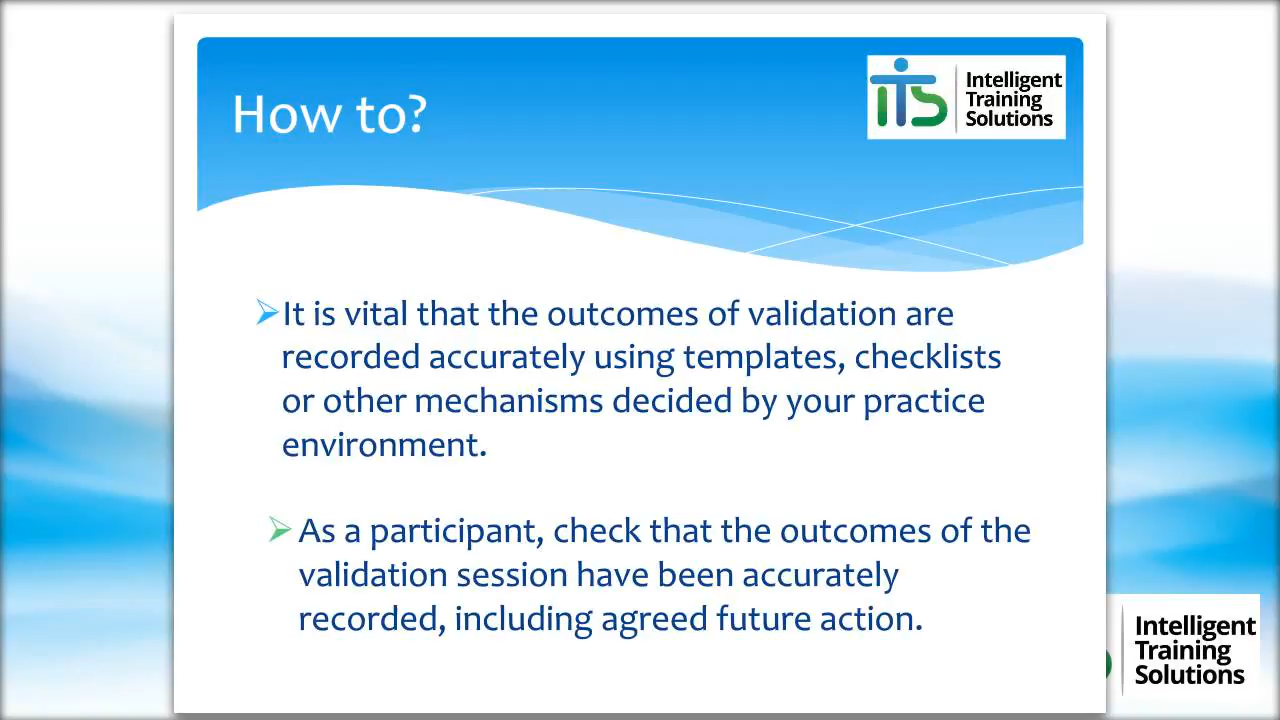 How to?
iTS
Intelligent
Training
Solutions
It is vital that the outcomes of validation are
recorded accurately using templates, checklists
or other mechanisms decided by your practice
environment.
As a participant, check that the outcomes of the
validation session have been accurately
recorded, including agreed future action.
Intelligent
Training
Solutions